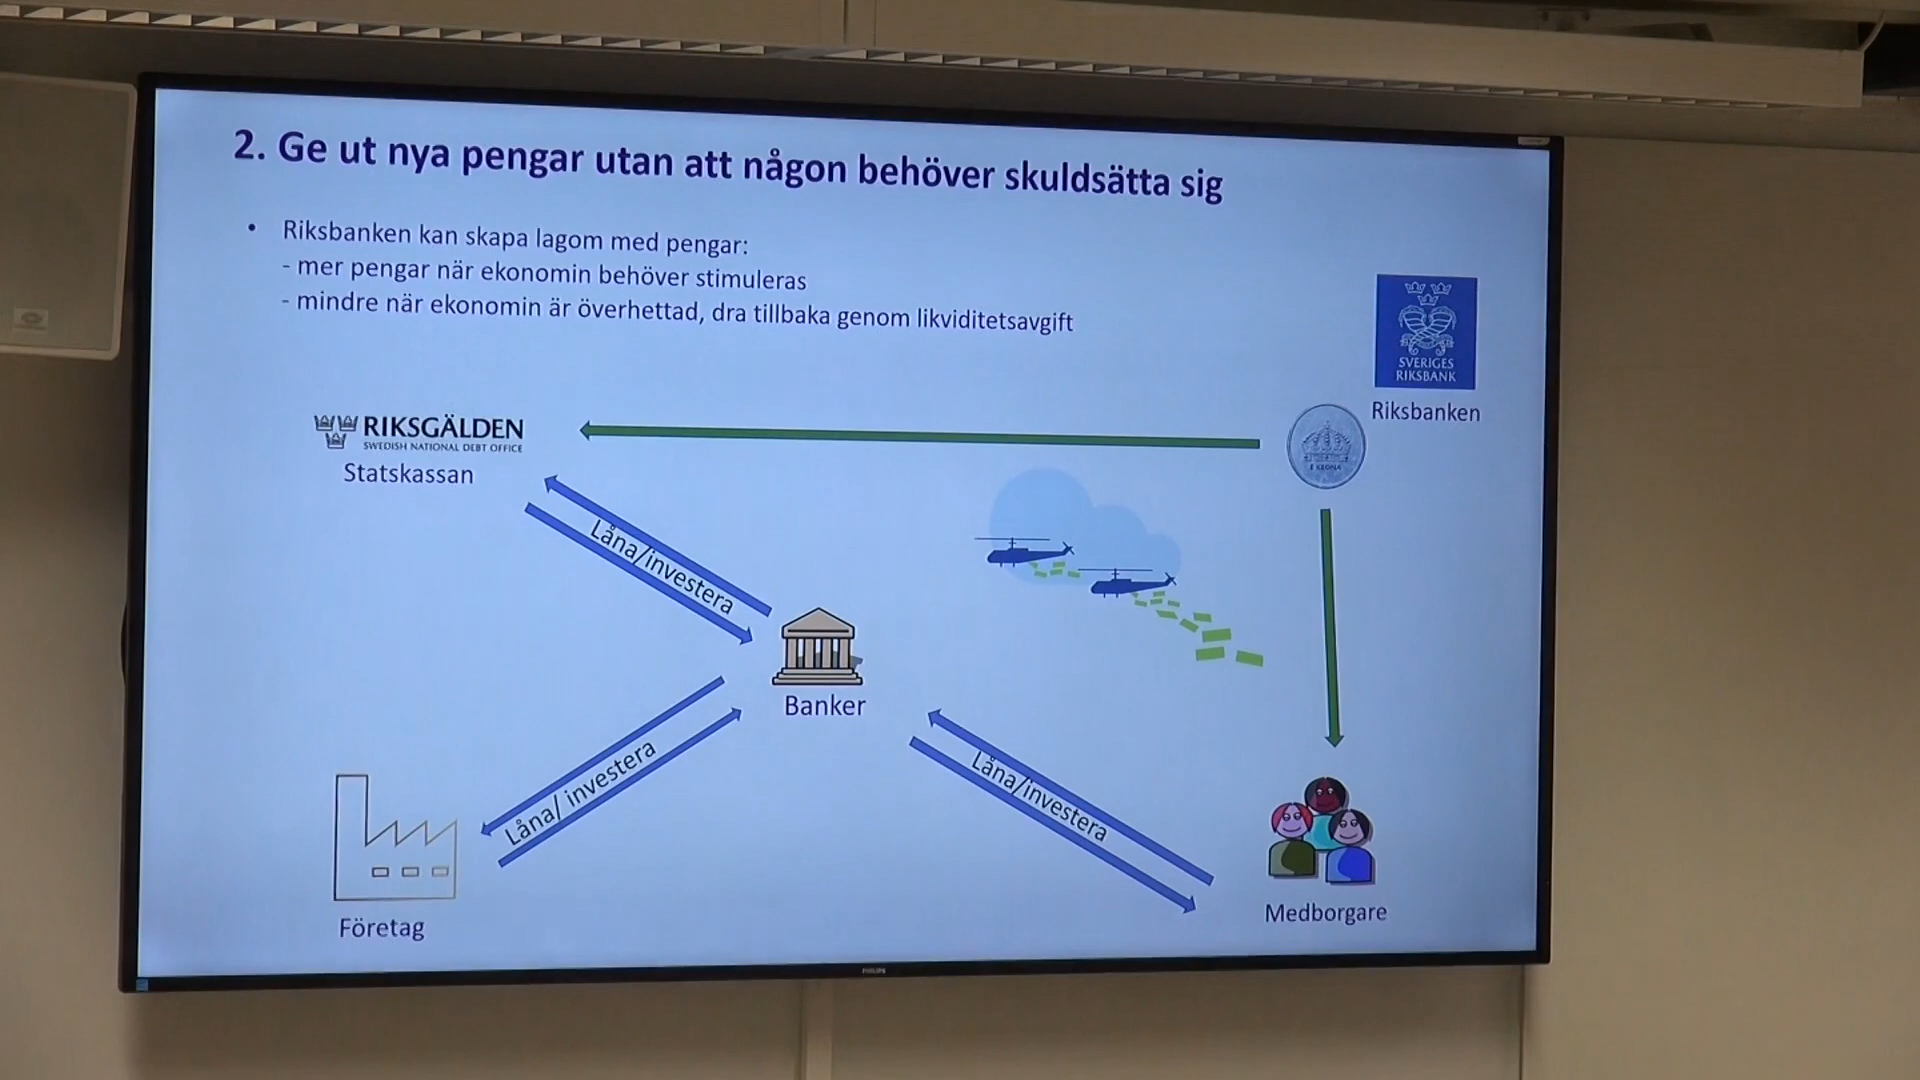 2. Ge ut nya pengar utan att någon behöver skuldsätta sig
• Riksbanken kan skapa lagom med pengar:
- mer pengar när ekonomin behöver stimuleras
- mindre när ekonomin är överhettad, dra tillbaka genom likviditetsavgift
SVERIGES
RIKSBANK
Riksbanken
RIKSGÄLDEN
SWEDISH NATIONAL DEBT OFFICE
Statskassan
1 KRONA
Låna/investera
Banker
Låna/ investera
Låna/investera
Företag
Medborgare
PHILIPS